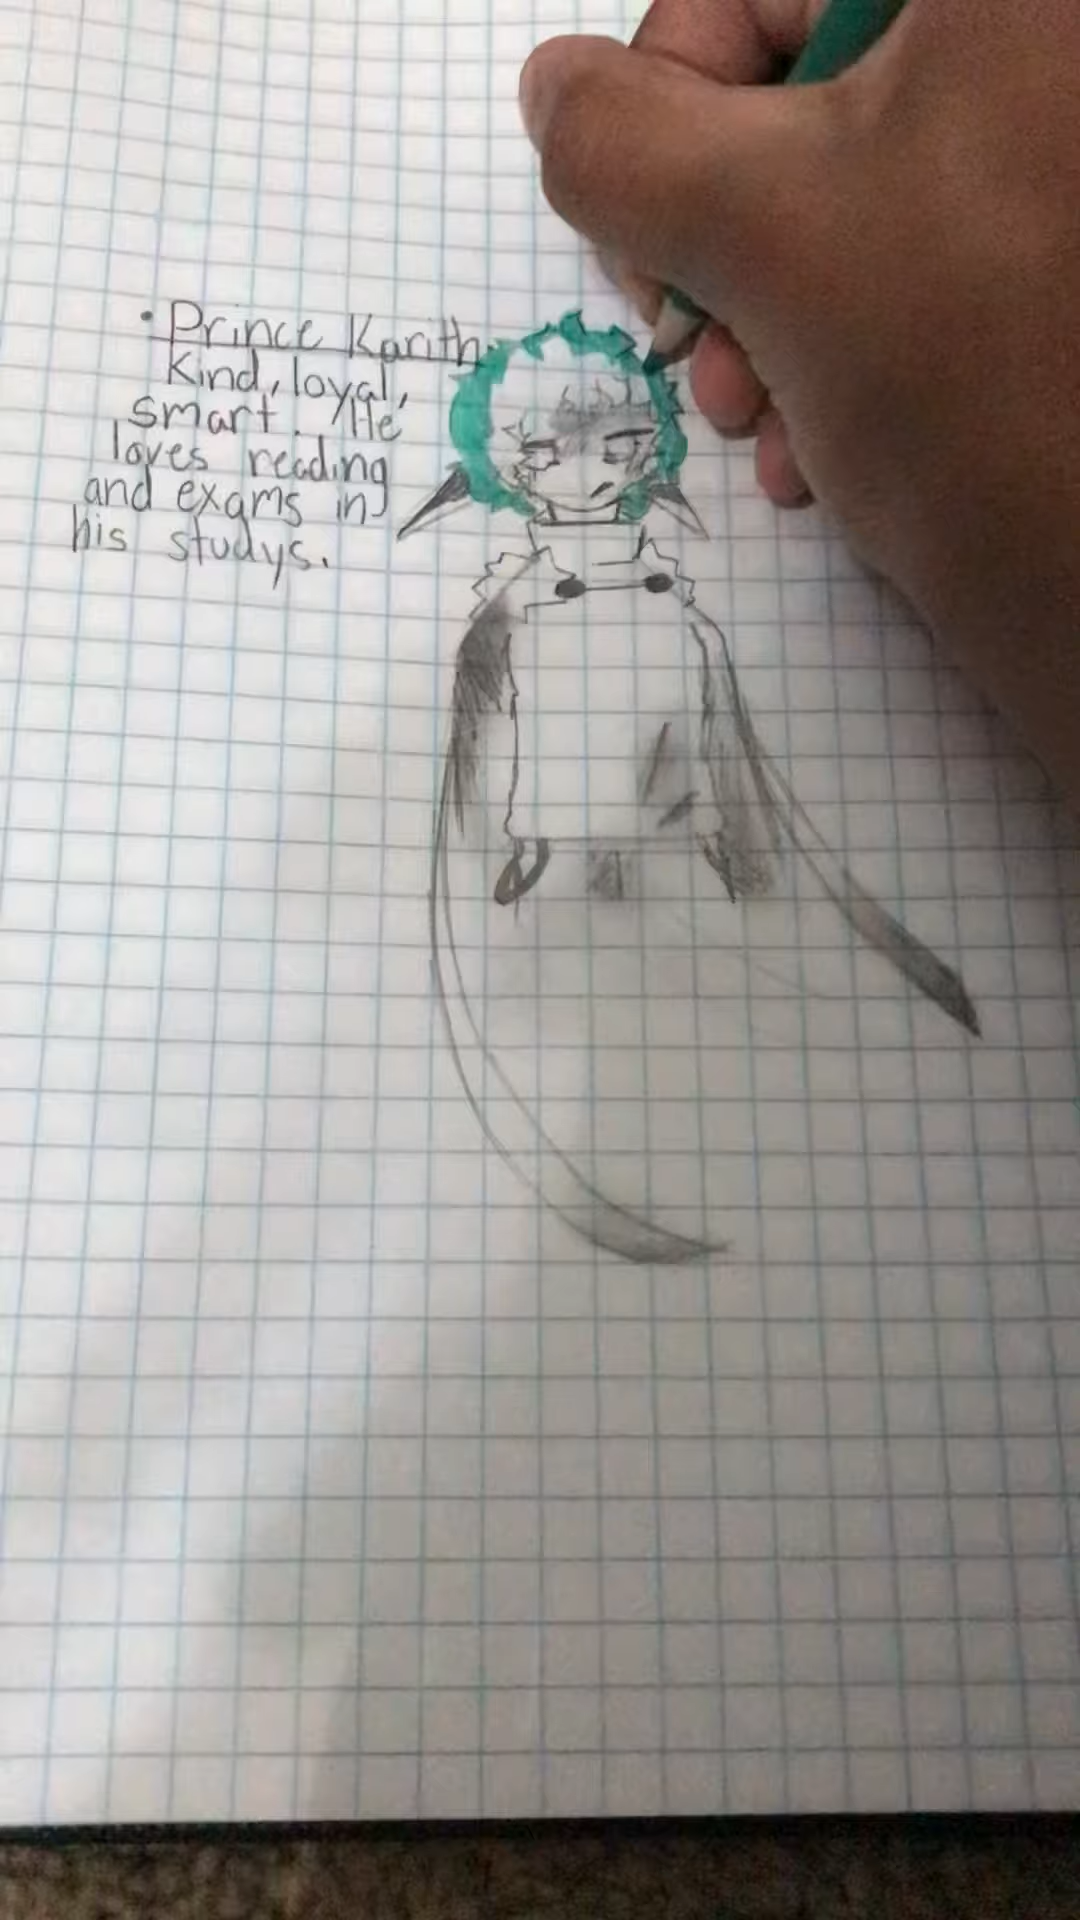 • Prince Karith.
Kind, loyal,
smart. He
loves reading
and exams in
his studys.